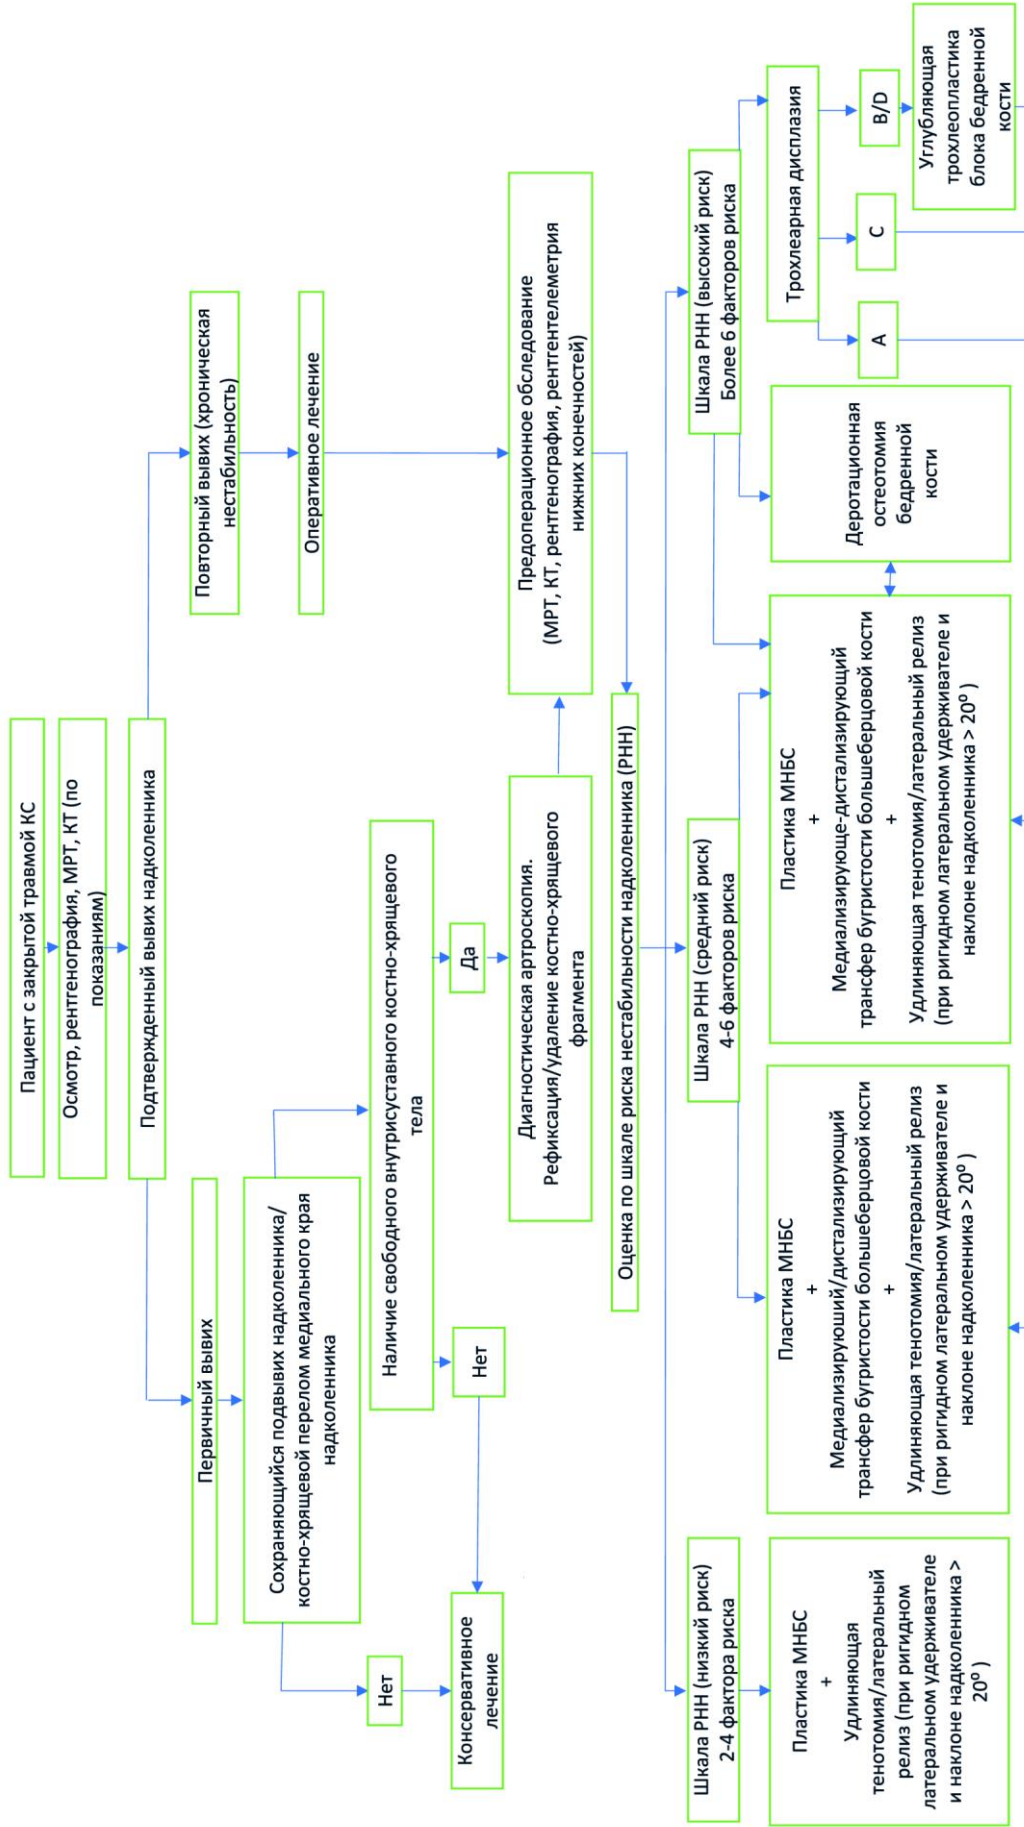 Пациент с закрытой травмой КС
Осмотр, рентгенография, МРТ, КТ (по
показаниям)
Подтвержденный вывих надколенника
Первичный вывих
Повторный вывих (хроническая
нестабильность)
Сохраняющийся подвывих надколенника/
костно-хрящевой перелом медиального края
надколенника
Оперативное лечение
Нет
Наличие свободного внутрисуставного костно-хрящевого
тела
Консервативное
лечение
Нет
Да
Диагностическая артроскопия.
Рефиксация/удаление костно-хрящевого
фрагмента
Предоперационное обследование
(МРТ, КТ, рентгенография, рентгентелеметрия
нижних конечностей)
Оценка по шкале риска нестабильности надколенника (РНН)
Шкала РНН (низкий риск)
2-4 фактора риска
Шкала РНН (средний риск)
4-6 факторов риска
Шкала РНН (высокий риск)
Более 6 факторов риска
Пластика МНБС
+
Удлиняющая
тенотомия/латеральный
релиз (при ригидном
латеральном удерживателе
и наклоне надколенника >
20⁰ )
Пластика МНБС
+
Медиализируюший/дистализирующий
трансфер бугристости большеберцовой кости
+
Удлиняющая тенотомия/латеральный релиз
(при ригидном латеральном удерживателе и
наклоне надколенника > 20⁰ )
Пластика МНБС
+
Медиализирующе-дистализирующий
трансфер бугристости большеберцовой кости
+
Удлиняющая тенотомия/латеральный релиз
(при ригидном латеральном удерживателе и
наклоне надколенника > 20⁰ )
Деротационная
остеотомия
бедренной
кости
Трохлеарная дисплазия
A
C
B/D
Углубляющая
трохлеопластика
блока бедренной
кости